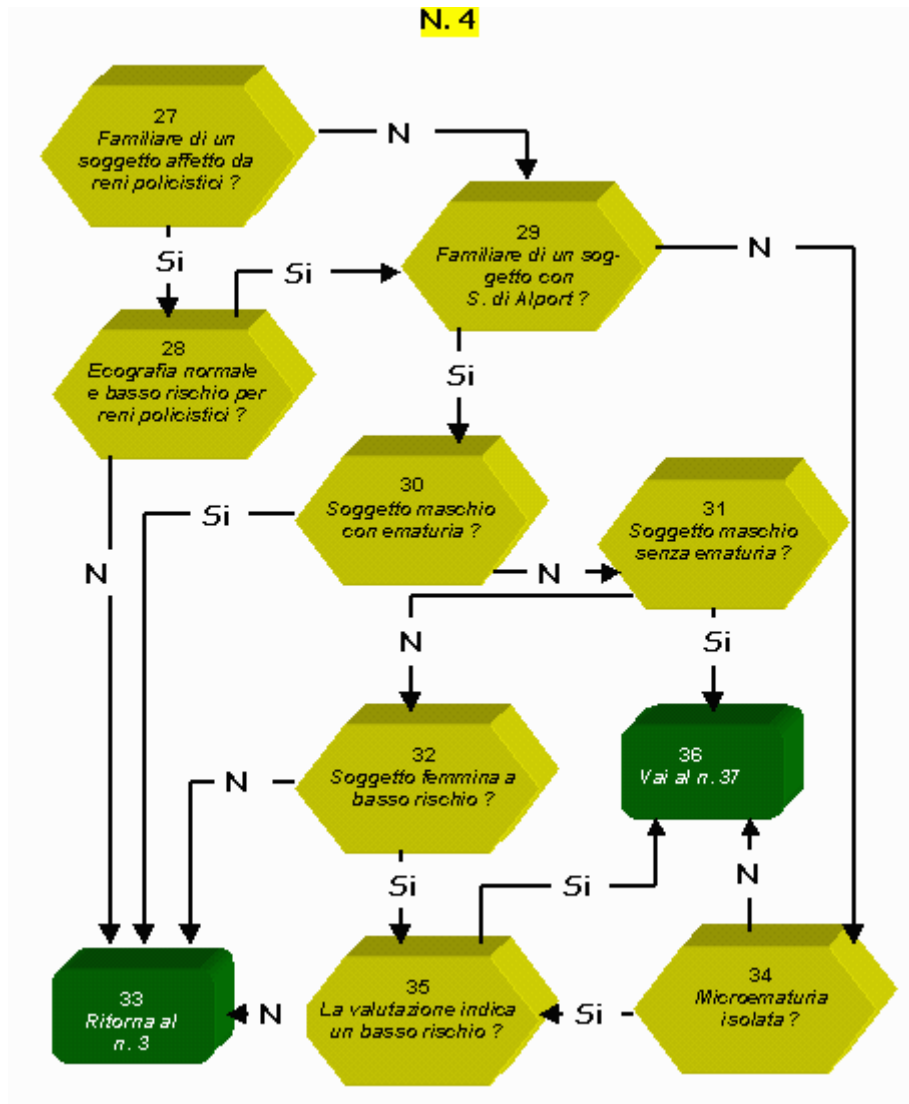 N. 4
27
Familiare di un
soggetto affetto da
reni policistici ?
N
Si
29
Familiare di un sog-
getto con
S. di Alport ?
N
Si
28
Ecografia normale
e basso rischio per
reni policistici ?
Si
30
Soggetto maschio
con ematuria ?
Si
31
Soggetto maschio
senza ematuria ?
N
N
N
Si
32
Soggetto femmina a
basso rischio ?
N
36
Vai al n. 37
Si
Si
N
33
Ritorna al
n. 3
N
35
La valutazione indica
un basso rischio ?
Si
34
Microematuria
isolata ?